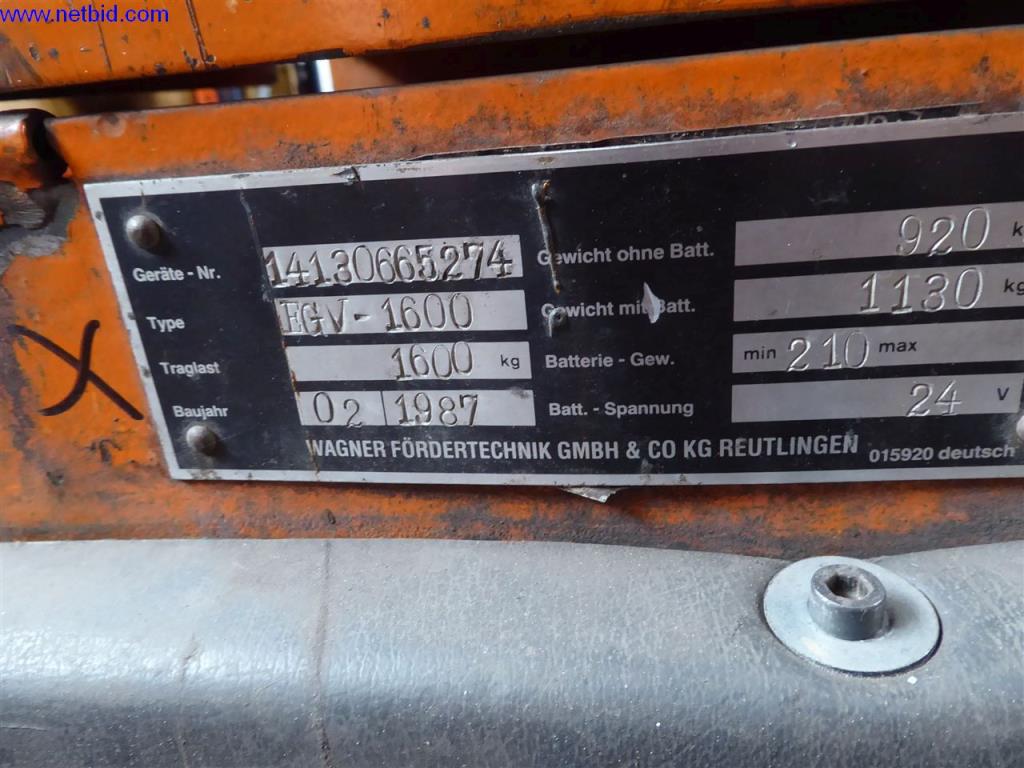 www.netbid.com
Geräte - Nr. 14130665274 Gewicht ohne Batt. 920
Type EGV - 1600 Gewicht mit Batt. 1130 kg
Traglast 1600 kg Batterie - Gew. min 210 max
Baujahr 02 1987 Batt. - Spannung 24 V
WAGNER FÖRDERTECHNIK GMBH & CO KG REUTLINGEN 015920 deutsch
X